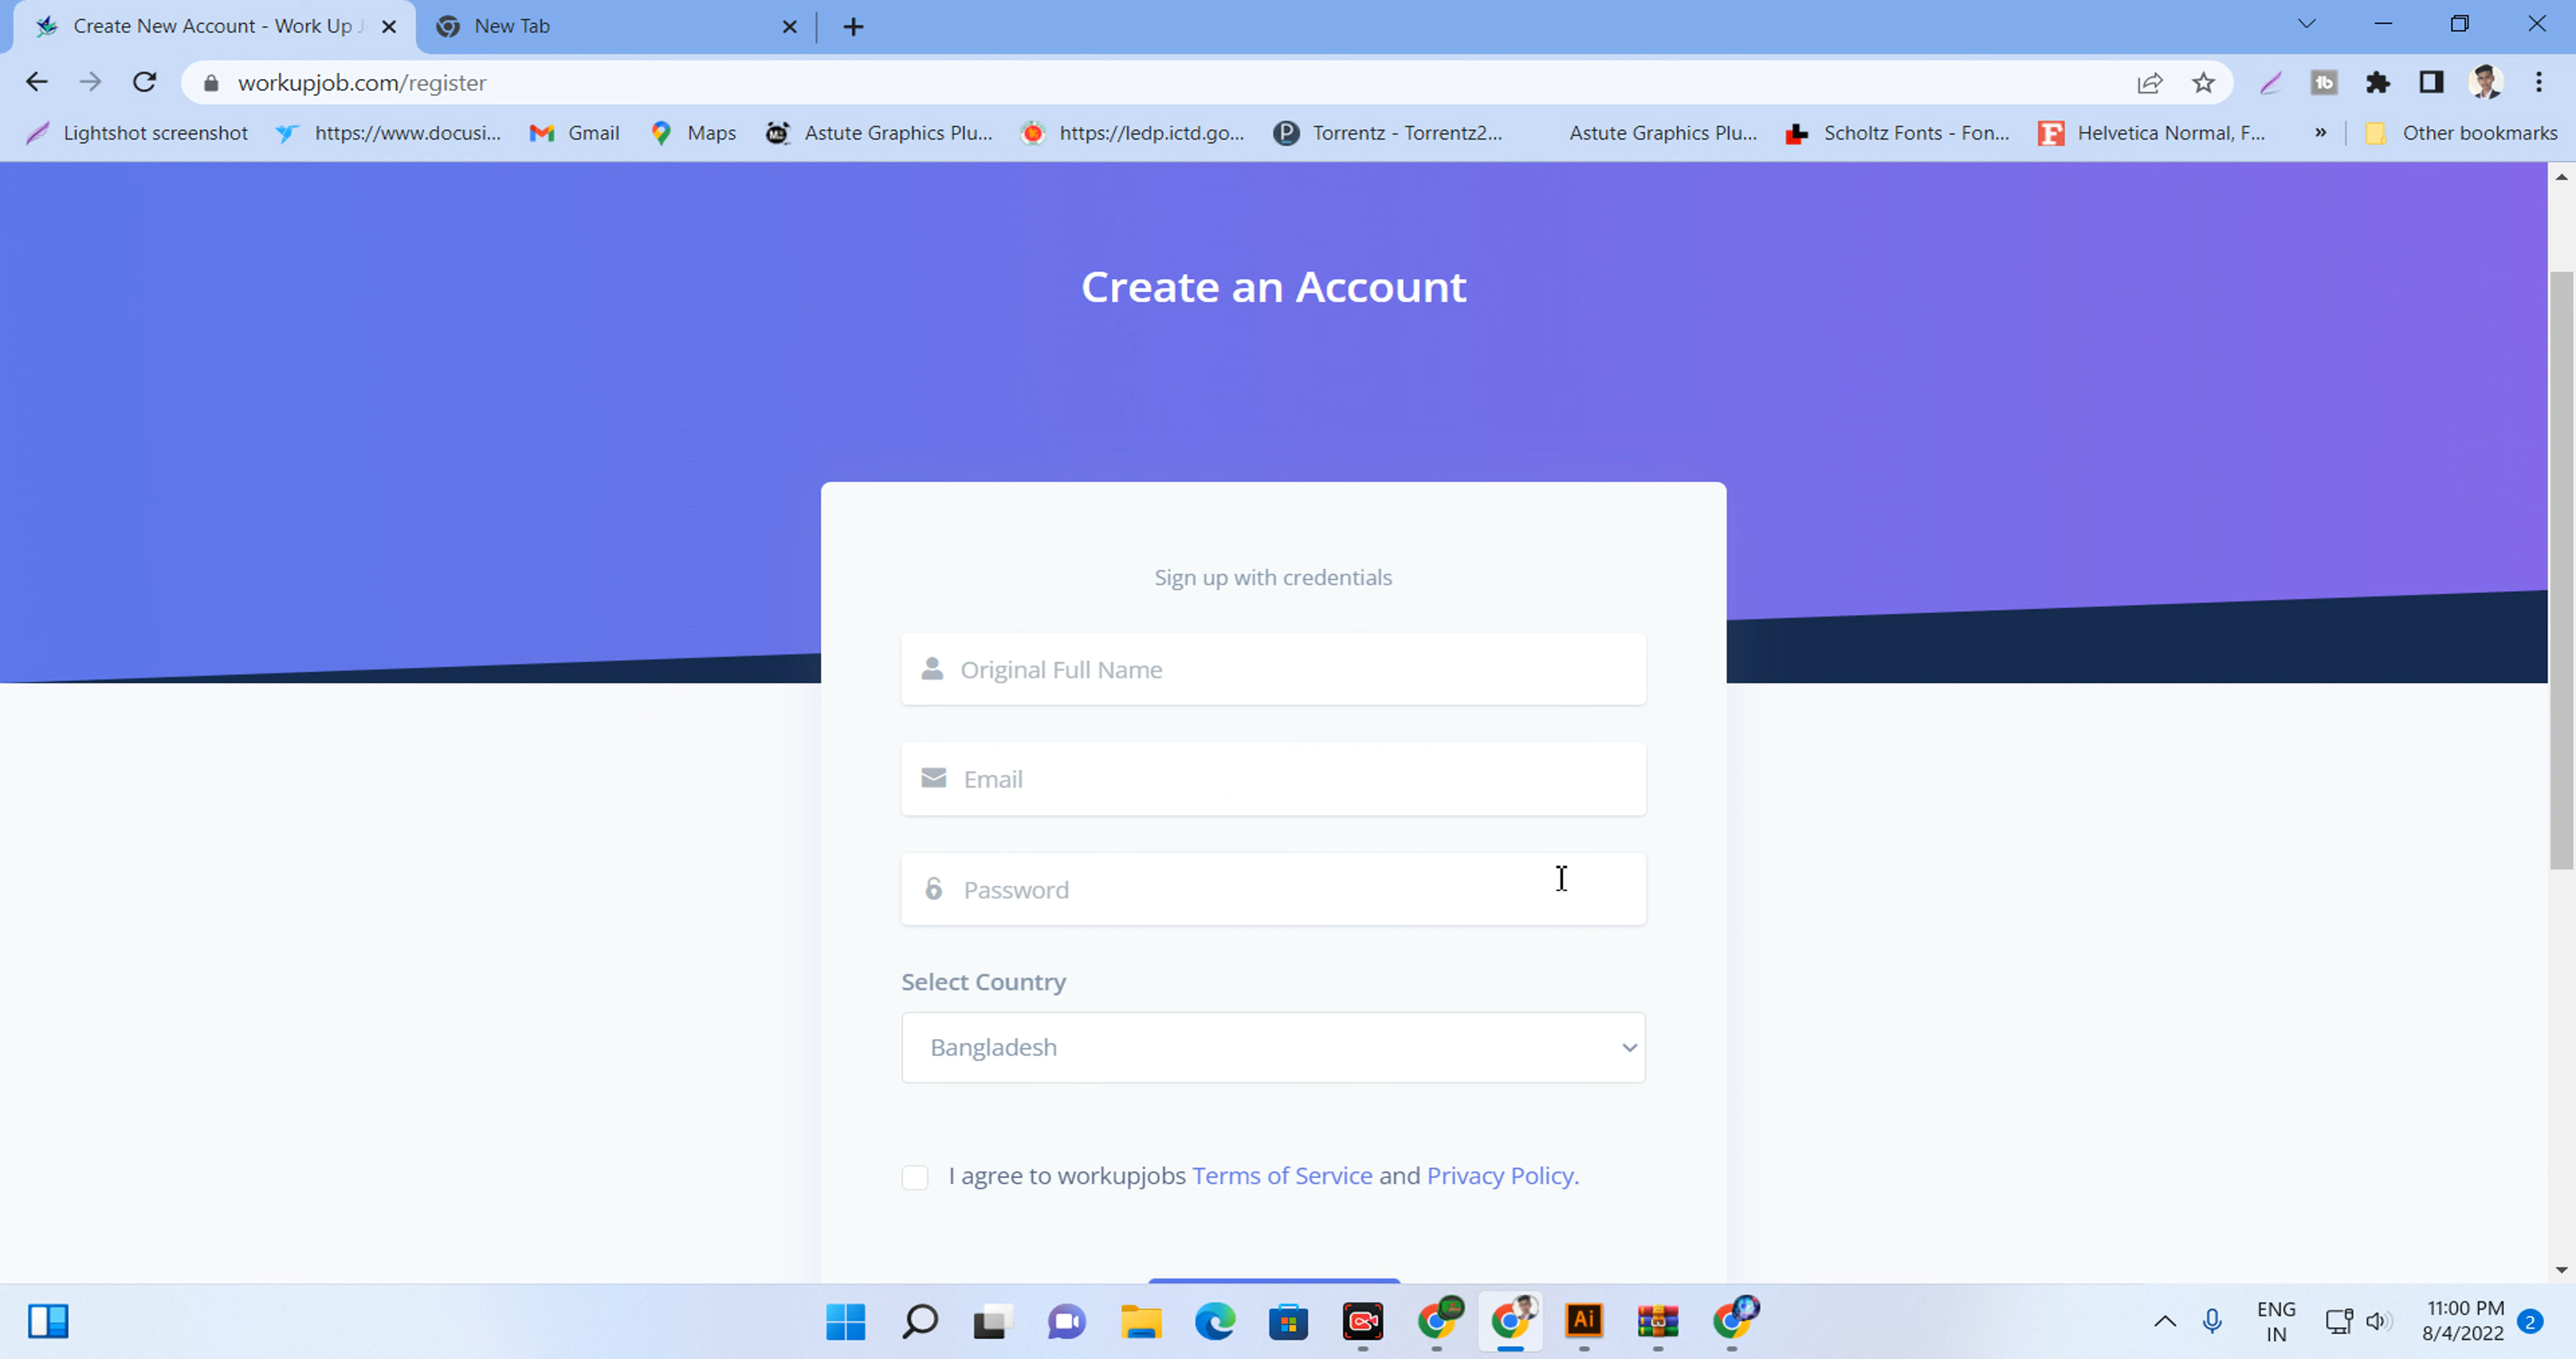 Create New Account - Work Up J
New Tab
workupjob.com/register
Lightshot screenshot
https://www.docusi...
Gmail
Maps
Astute Graphics Plu...
https://ledp.ictd.go...
Torrentz - Torrentz2...
Astute Graphics Plu...
Scholtz Fonts - Fon...
Helvetica Normal, F...
Other bookmarks
Create an Account
Sign up with credentials
Original Full Name
Email
Password
Select Country
Bangladesh
I agree to workupjobs Terms of Service and Privacy Policy.
Ai
ENG
IN
11:00 PM
8/4/2022
2